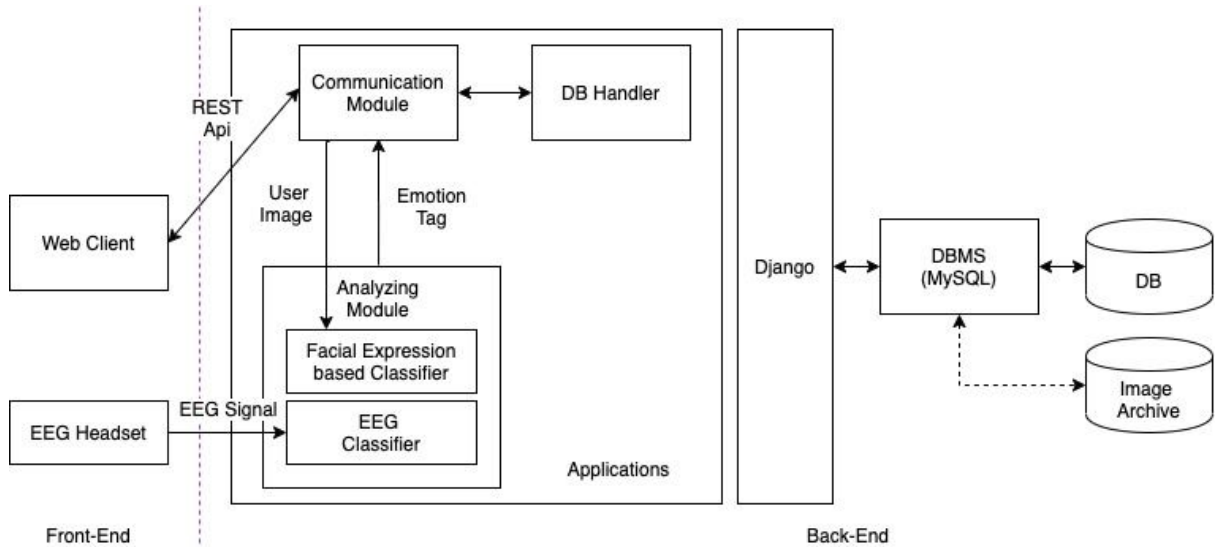 Communication
Module
DB Handler
REST
Api
User
Image
Emotion
Tag
Web Client
Django
DBMS
(MySQL)
DB
Analyzing
Module
Facial Expression
based Classifier
Image
Archive
EEG Headset
EEG Signal
EEG
Classifier
Applications
Front-End
Back-End